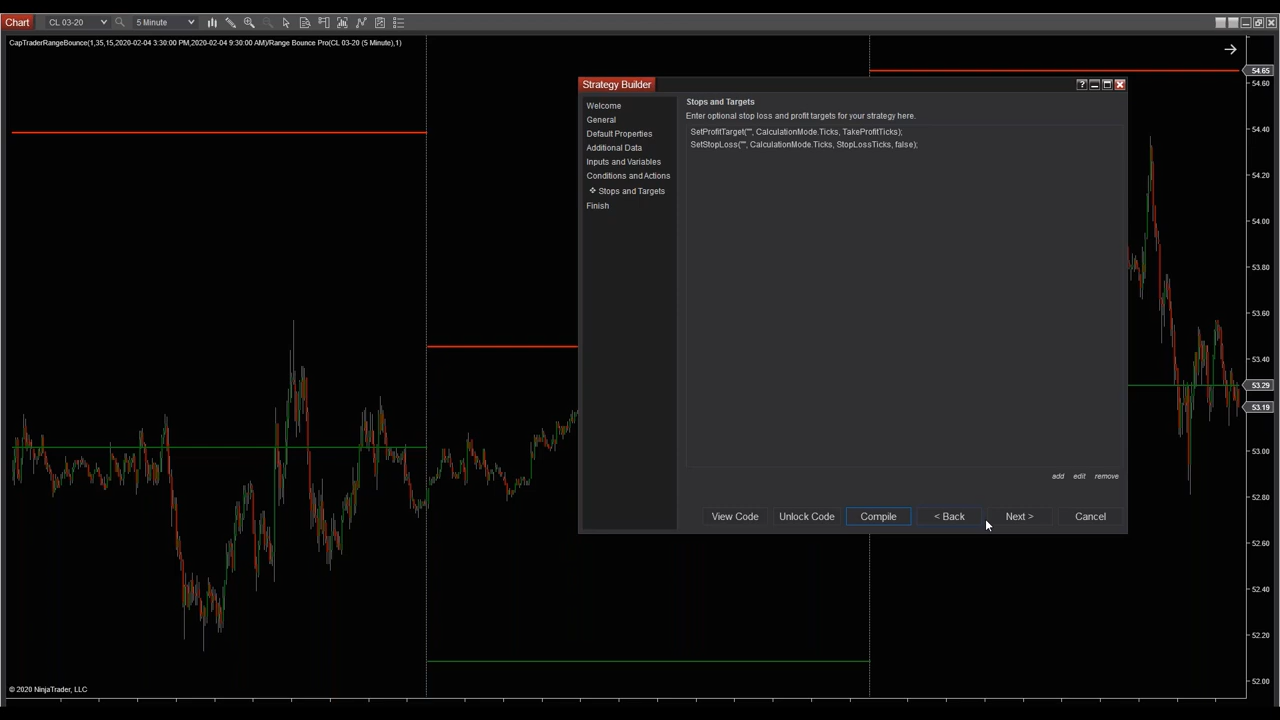 Chart
CL 03-20
5 Minute
CapTraderRangeBounce(1,35,15,2020-02-04 3:30:00 PM,2020-02-04 9:30:00 AM)/Range Bounce Pro(CL 03-20 (5 Minute),1)
54.65
54.60
54.40
54.20
54.00
53.80
53.60
53.40
53.29
53.19
53.00
52.80
52.60
52.40
52.20
52.00
Strategy Builder
?
Welcome
General
Default Properties
Additional Data
Inputs and Variables
Conditions and Actions
Stops and Targets
Finish
Stops and Targets
Enter optional stop loss and profit targets for your strategy here.
SetProfitTarget("", CalculationMode.Ticks, TakeProfitTicks);
SetStopLoss("", CalculationMode.Ticks, StopLossTicks, false);
add edit remove
View Code
Unlock Code
Compile
< Back
Next >
Cancel
© 2020 NinjaTrader, LLC